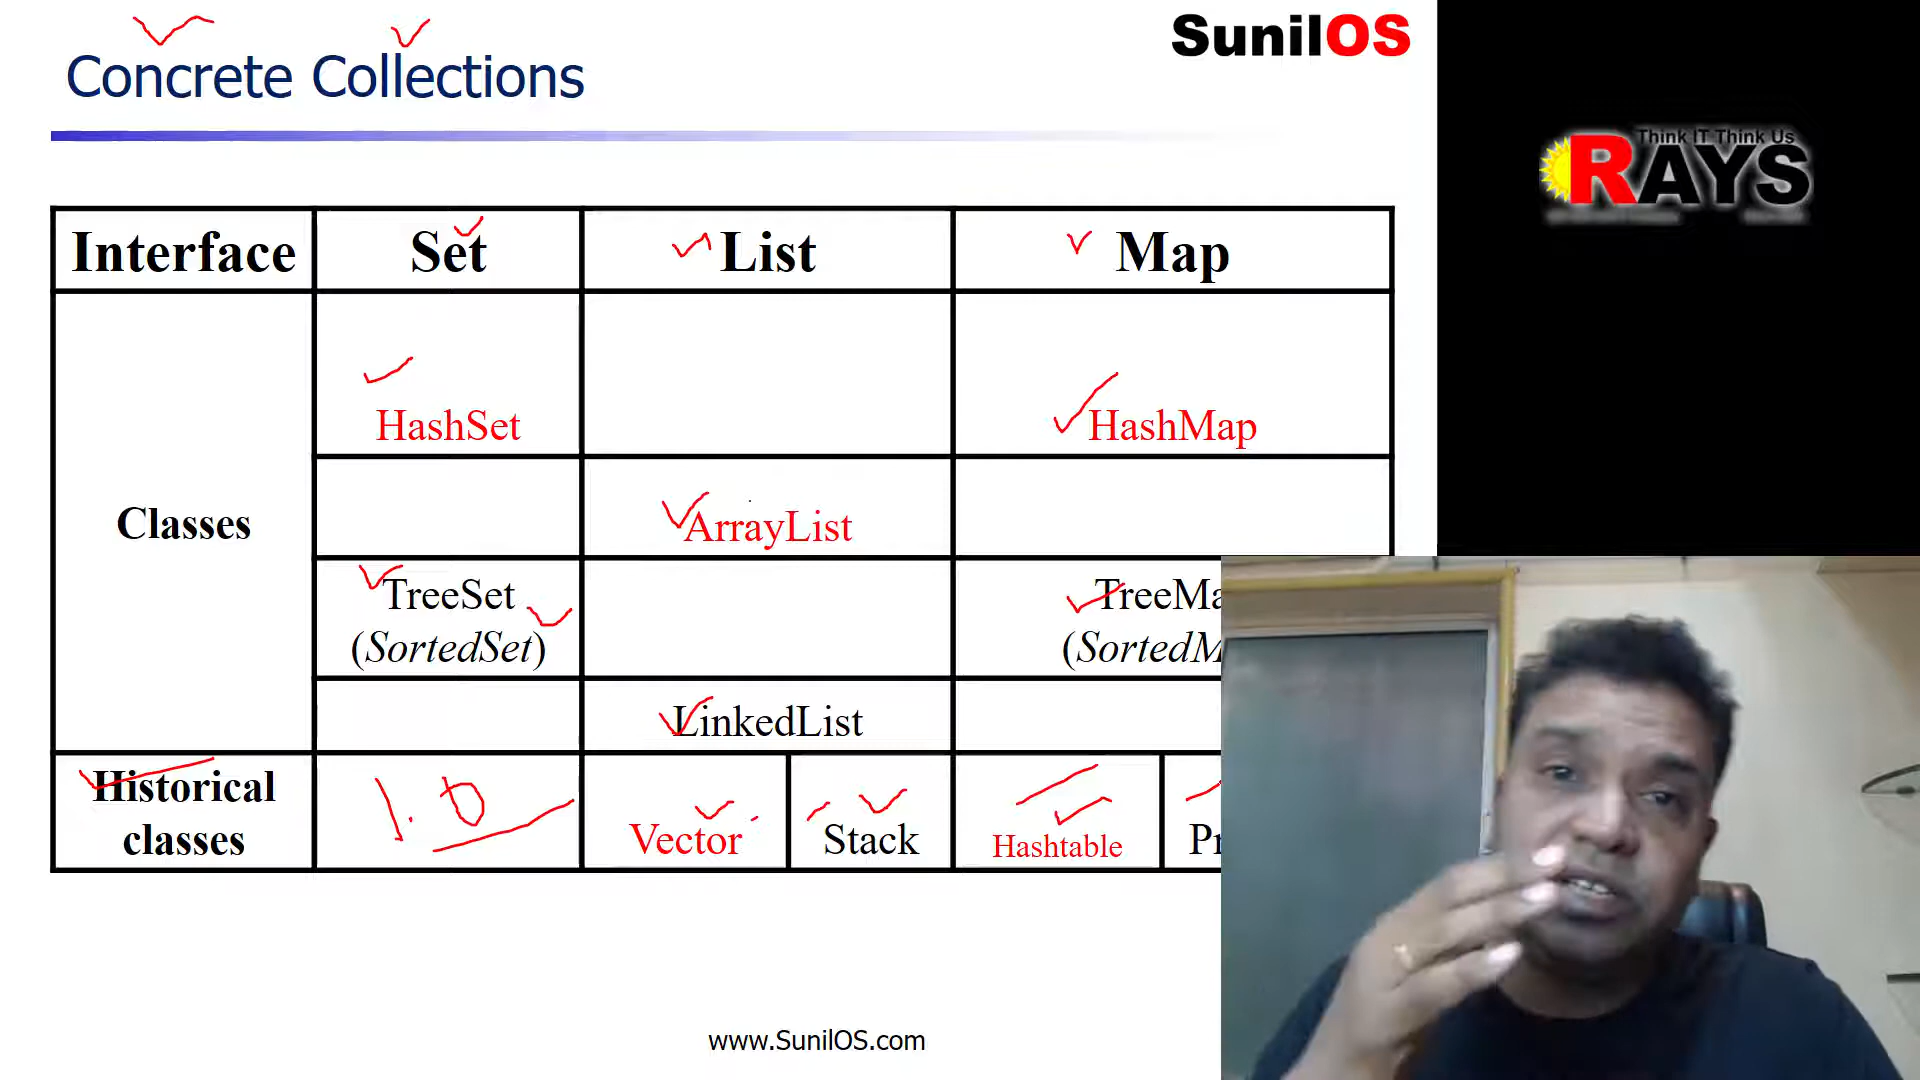 SunilOS
Concrete Collections
Think IT Think Us
RAYS
Interface Set List Map
HashSet HashMap
Classes
ArrayList
TreeSet
(SortedSet)
LinkedList
Historical
classes
1.0
Vector Stack Hashtable
www.SunilOS.com